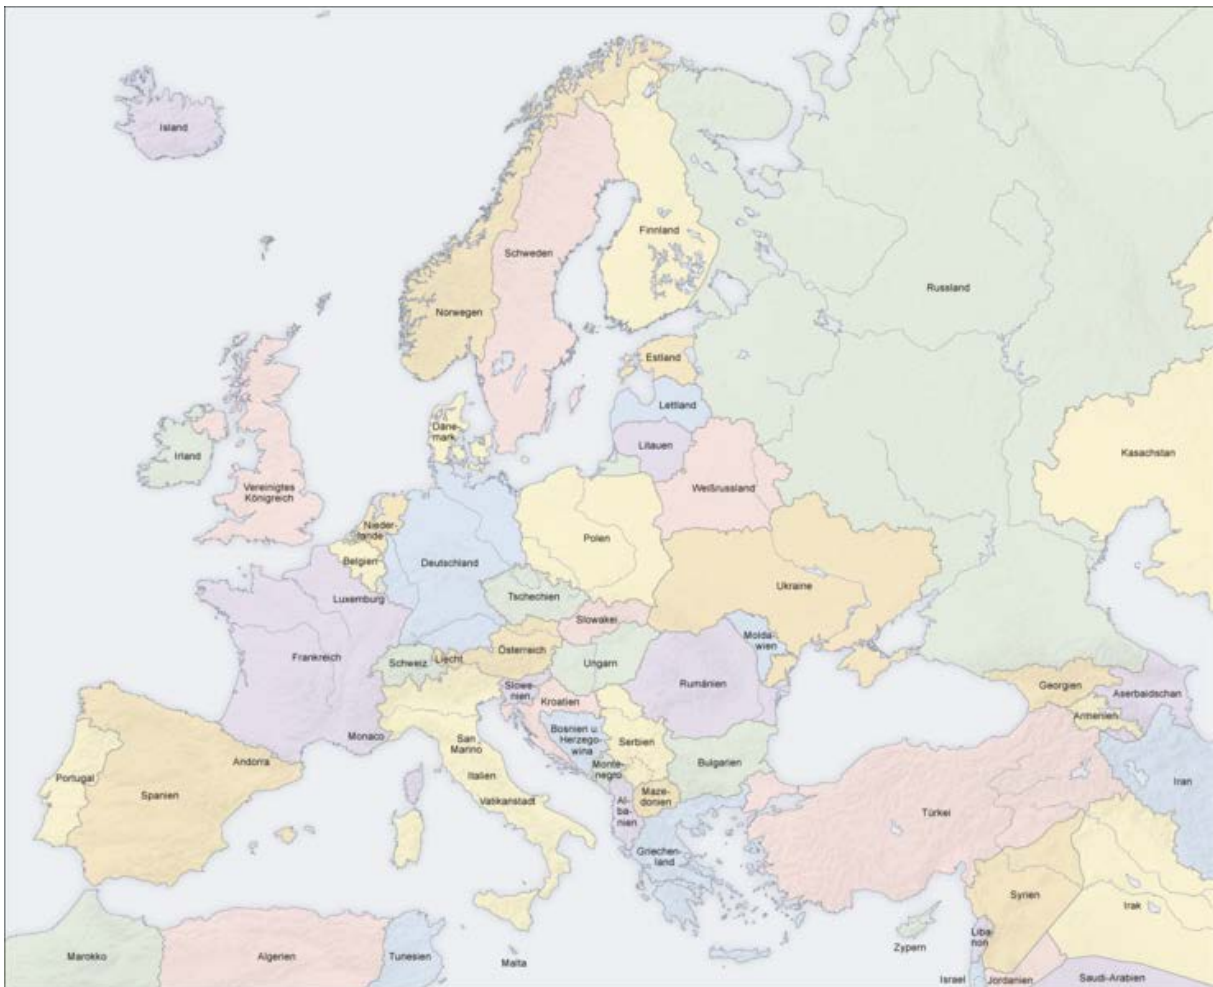 Island
Finnland
Schweden
Russland
Norwegen
Estland
Lettland
Däne-
mark
Litauen
Irland
Kasachstan
Vereinigtes
Königreich
Weißrussland
Nieder-
lande
Polen
Belgien
Deutschland
Ukraine
Tschechien
Luxemburg
Slowakei
Moldawien
Österreich
Frankreich
Schweiz
Liecht
Ungarn
Rumänien
Georgien
Aserbaidschan
Slowe-
nien
Kroatien
Armenien
Bosnien u.
Herzego-
wina
Monaco
San
Marino
Serbien
Andorra
Bulgarien
Monte-
negro
Portugal
Italien
Iran
Spanien
Vatikanstadt
Maze-
donien
Al-
ba-
nien
Türkei
Griechen-
land
Syrien
Irak
Liba-
non
Zypern
Marokko
Algerien
Tunesien
Malta
Israel
Jordanien
Saudi-Arabien